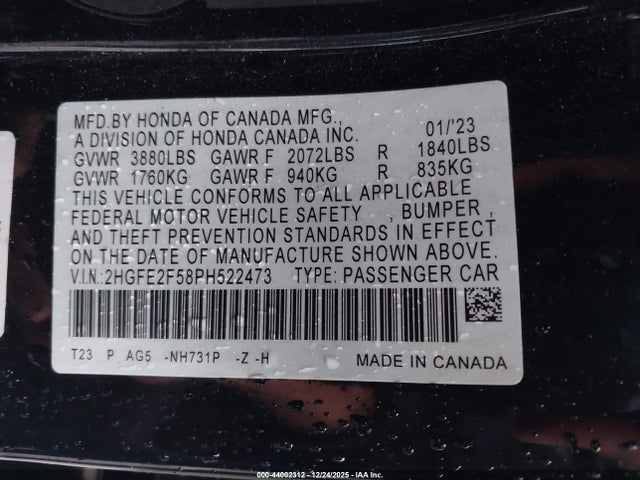 MFD.BY HONDA OF CANADA MFG.,
A DIVISION OF HONDA CANADA INC. 01/'23
GVWR 3880LBS GAWR F 2072LBS R 1840LBS
GVWR 1760KG GAWR F 940KG R 835KG
THIS VEHICLE CONFORMS TO ALL APPLICABLE
FEDERAL MOTOR VEHICLE SAFETY , BUMPER ,
AND THEFT PREVENTION STANDARDS IN EFFECT
ON THE DATE OF MANUFACTURE SHOWN ABOVE.
V.I.N: 2HGFE2F58PH522473 TYPE: PASSENGER CAR
T23 P AG5 -NH731P -Z -H MADE IN CANADA
000-44002312 - 12/24/2025 - IAA, Inc.